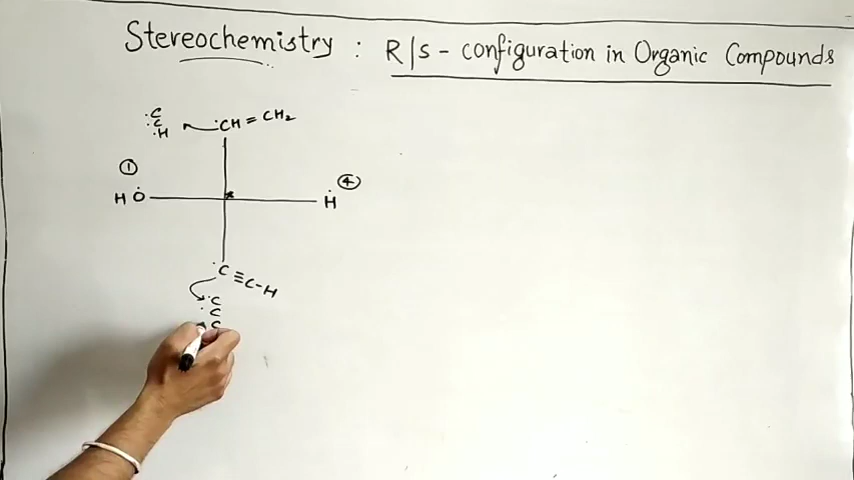 Stereochemistry : R/S - configuration in Organic Compounds
C
C
H
CH = CH2
1
HO
*
H
4
C≡C-H
C
C
C